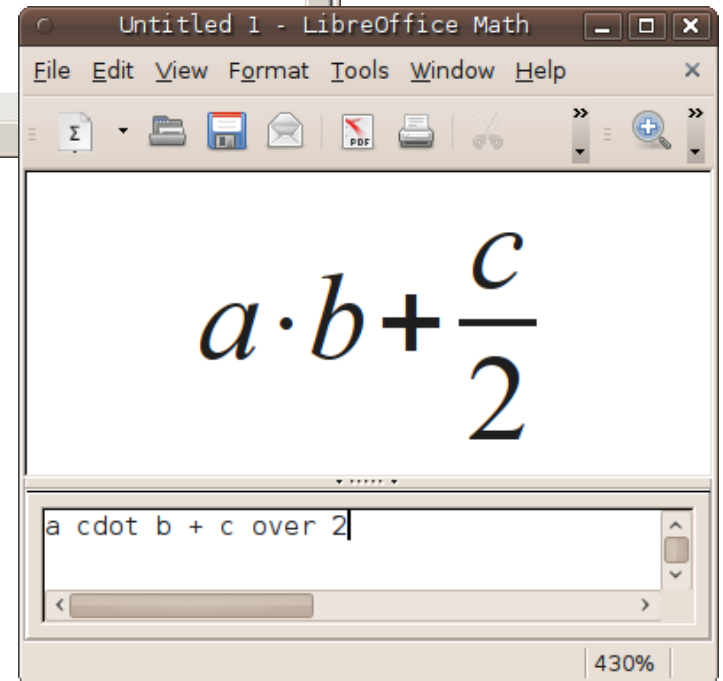 Untitled 1 - LibreOffice Math
File Edit View Format Tools Window Help
Σ PDF
a·b+c/2
a cdot b + c over 2
430%